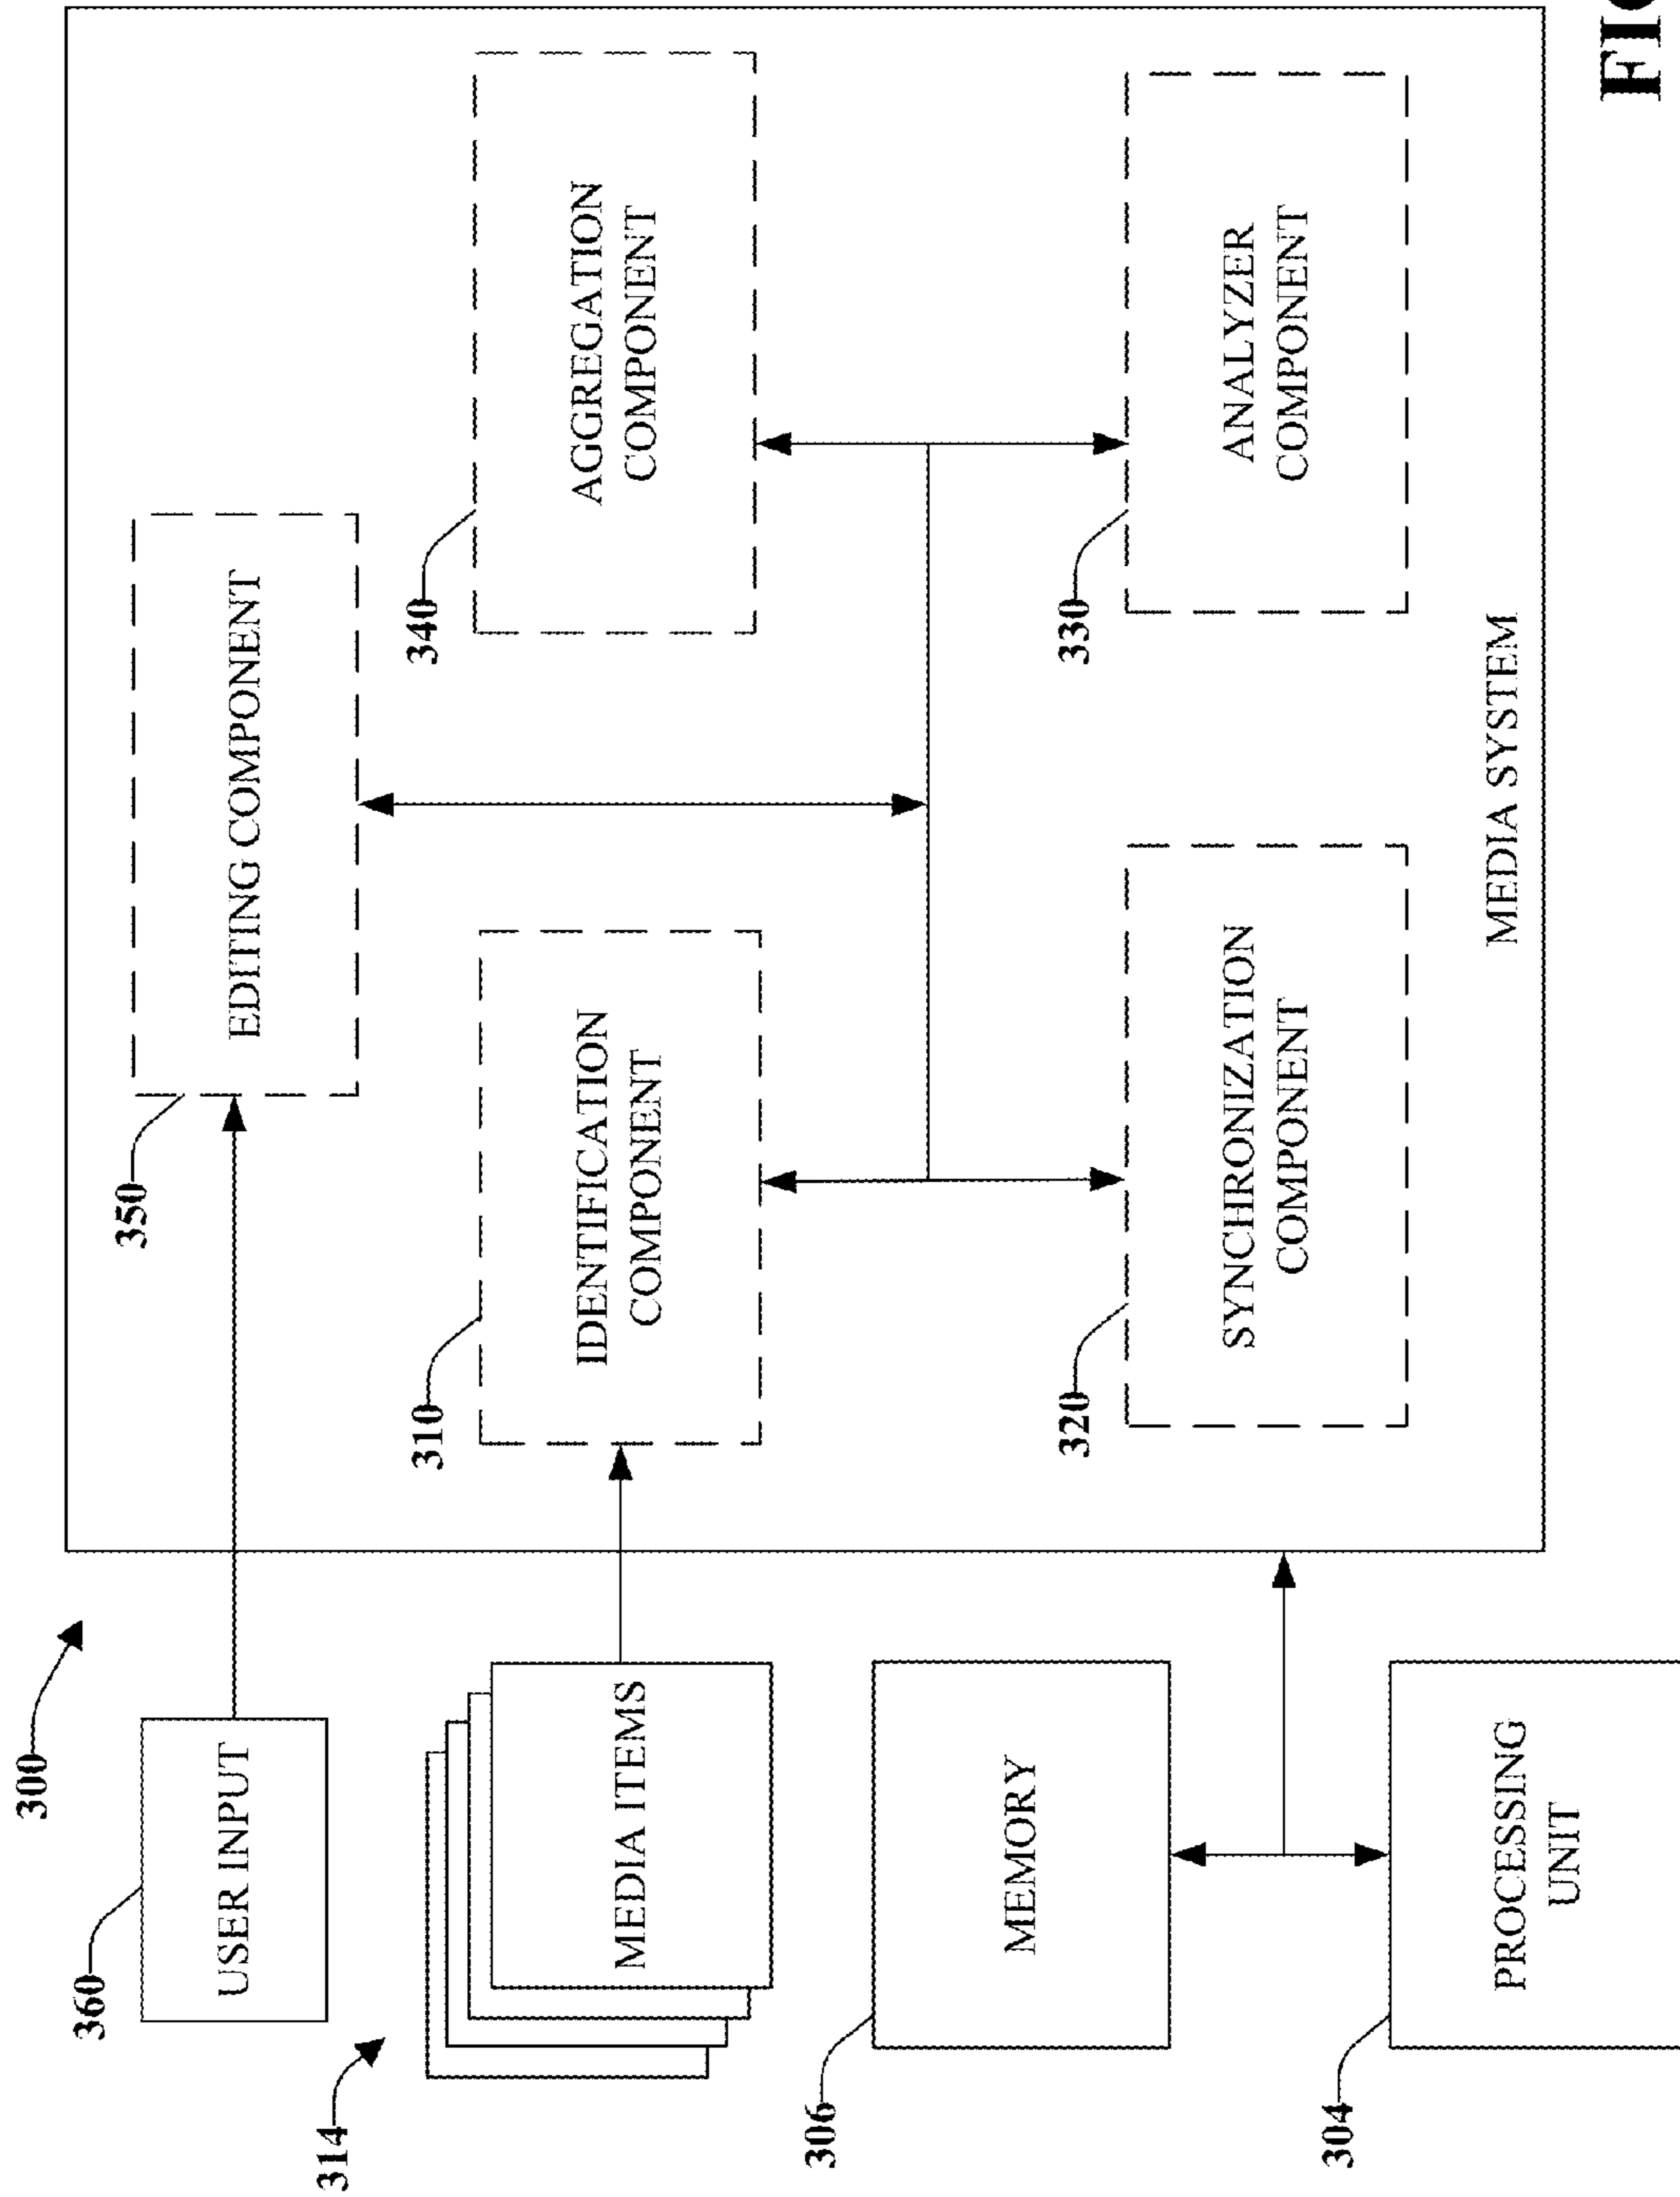 300
360
USER INPUT
350
EDITING COMPONENT
314
MEDIA ITEMS
310
IDENTIFICATION
COMPONENT
340
AGGREGATION
COMPONENT
306
MEMORY
304
PROCESSING
UNIT
320
SYNCHRONIZATION
COMPONENT
330
ANALYZER
COMPONENT
MEDIA SYSTEM